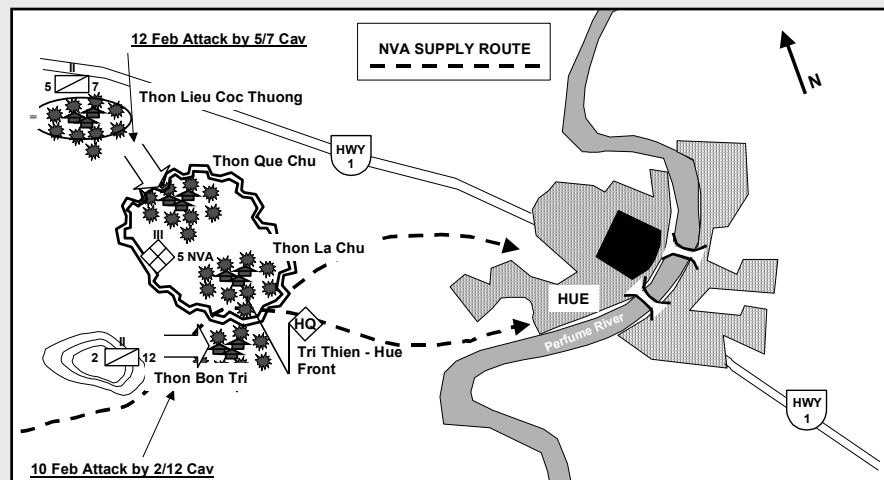 12 Feb Attack by 5/7 Cav
NVA SUPPLY ROUTE
N
II
5 7
Thon Lieu Coc Thuong
HWY
1
Thon Que Chu
III
5 NVA
Thon La Chu
HUE
HQ
Perfume River
Tri Thien - Hue
Front
II
2 12
Thon Bon Tri
HWY
1
10 Feb Attack by 2/12 Cav